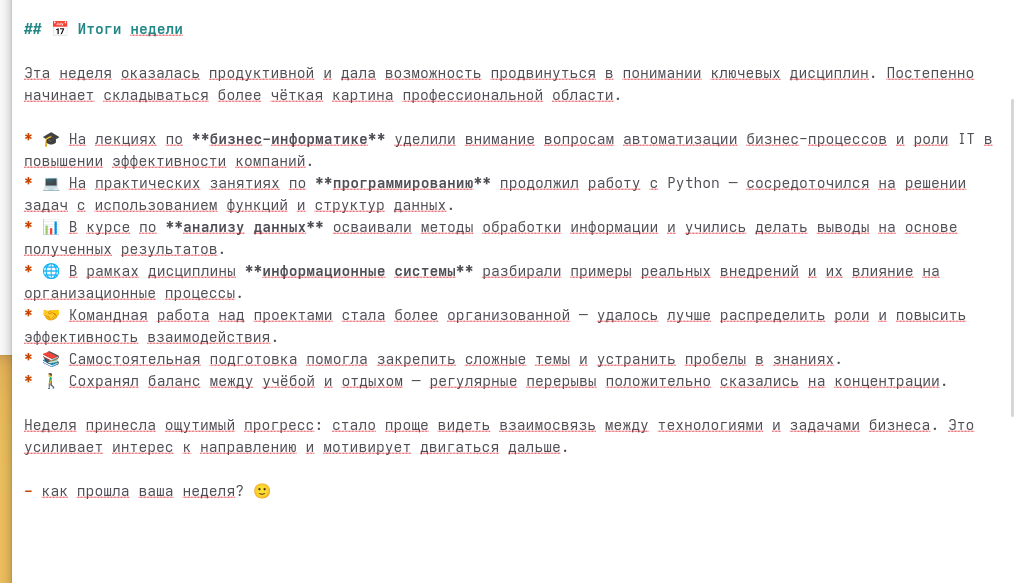 ## 📅 Итоги недели
Эта неделя оказалась продуктивной и дала возможность продвинуться в понимании ключевых дисциплин. Постепенно
начинает складываться более чёткая картина профессиональной области.
* 🎓 На лекциях по **бизнес-информатике** уделили внимание вопросам автоматизации бизнес-процессов и роли IT в
повышении эффективности компаний.
* 💻 На практических занятиях по **программированию** продолжил работу с Python — сосредоточился на решении
задач с использованием функций и структур данных.
* 📊 В курсе по **анализу данных** осваивали методы обработки информации и учились делать выводы на основе
полученных результатов.
* 🌐 В рамках дисциплины **информационные системы** разбирали примеры реальных внедрений и их влияние на
организационные процессы.
* 🤝 Командная работа над проектами стала более организованной — удалось лучше распределить роли и повысить
эффективность взаимодействия.
* 📚 Самостоятельная подготовка помогла закрепить сложные темы и устранить пробелы в знаниях.
* 🚶‍♂️ Сохранял баланс между учёбой и отдыхом — регулярные перерывы положительно сказались на концентрации.
Неделя принесла ощутимый прогресс: стало проще видеть взаимосвязь между технологиями и задачами бизнеса. Это
усиливает интерес к направлению и мотивирует двигаться дальше.
- как прошла ваша неделя? 🙂